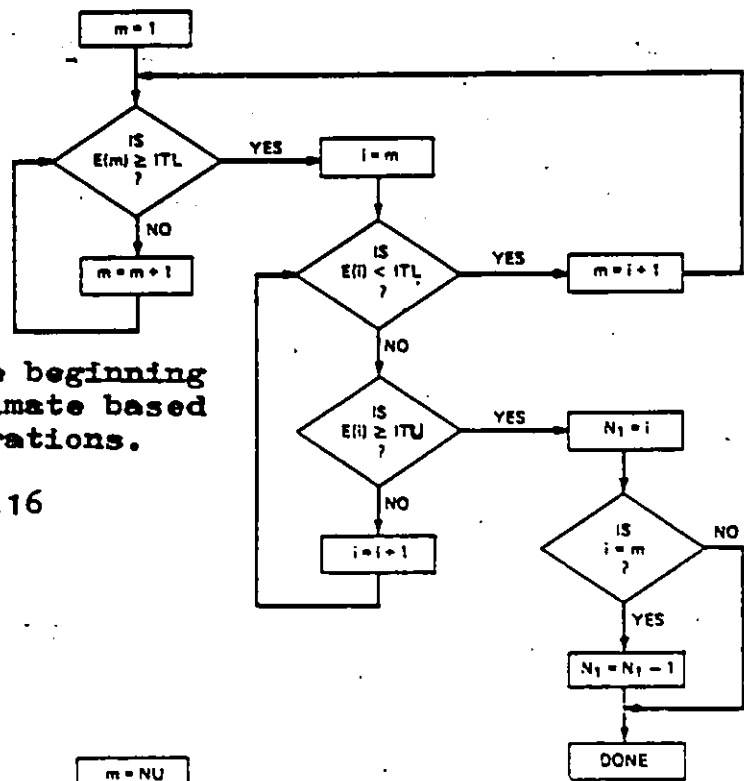 m = 1
IS
E(m) ≥ ITL
?
YES
i = m
NO
m = m + 1
IS
E(i) < ITL
?
YES
m = i + 1
NO
beginning
imate based
rations.
16
IS
E(i) ≥ ITU
?
YES
N₁ = i
NO
i = i + 1
IS
i = m
?
NO
YES
N₁ = N₁ − 1
DONE
m = NU